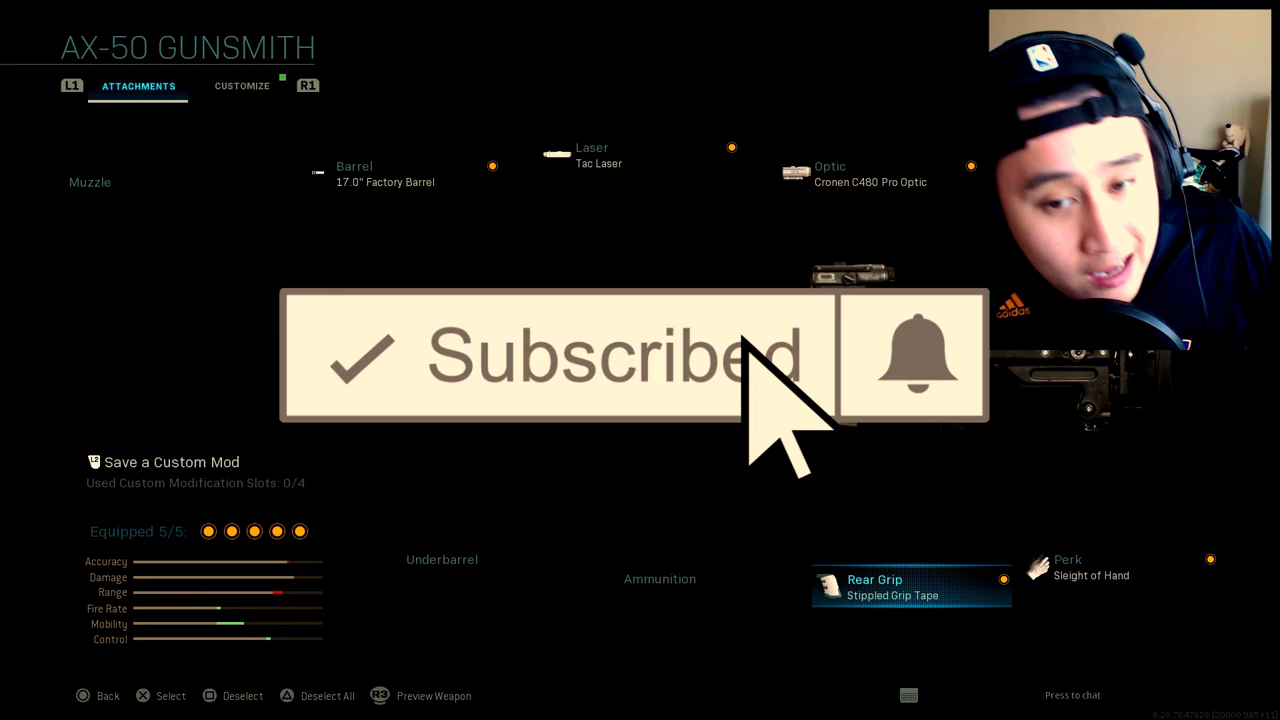 AX-50 GUNSMITH
L1 ATTACHMENTS CUSTOMIZE R1
Muzzle
Barrel
17.0" Factory Barrel
Laser
Tac Laser
Optic
Cronen C480 Pro Optic
adidas
Subscribed
L2 Save a Custom Mod
Used Custom Modification Slots: 0/4
Equipped 5/5:
Accuracy
Damage
Range
Fire Rate
Mobility
Control
Underbarrel
Ammunition
Rear Grip
Stippled Grip Tape
Perk
Sleight of Hand
Back Select Deselect Deselect All R3 Preview Weapon
Press to chat